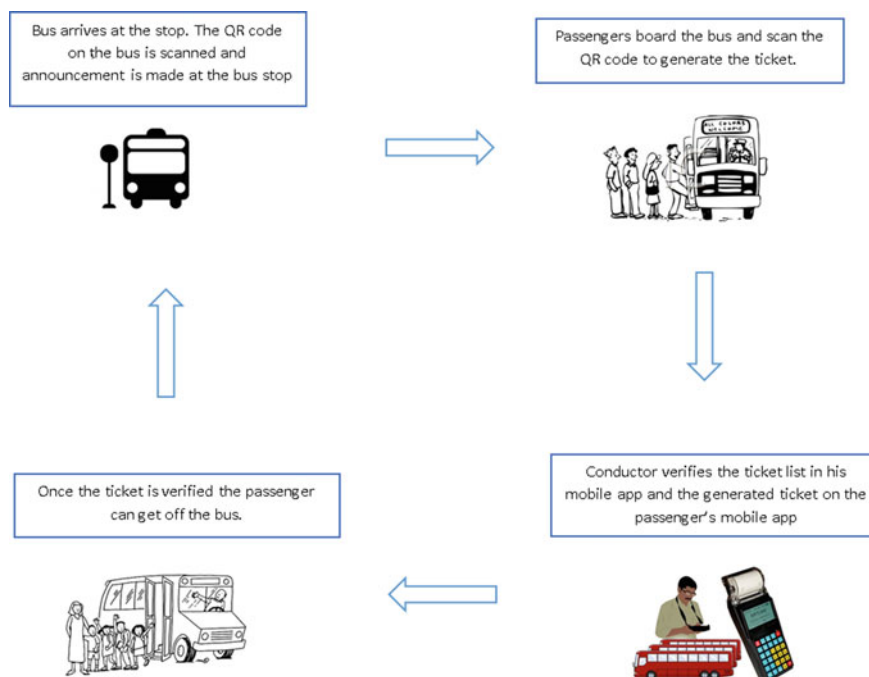 Bus arrives at the stop. The QR code
on the bus is scanned and
announcement is made at the bus stop
Passengers board the bus and scan the
QR code to generate the ticket.
ALL COLORS
WELCOME
Conductor verifies the ticket list in his
mobile app and the generated ticket on the
passenger's mobile app
Once the ticket is verified the passenger
can get off the bus.